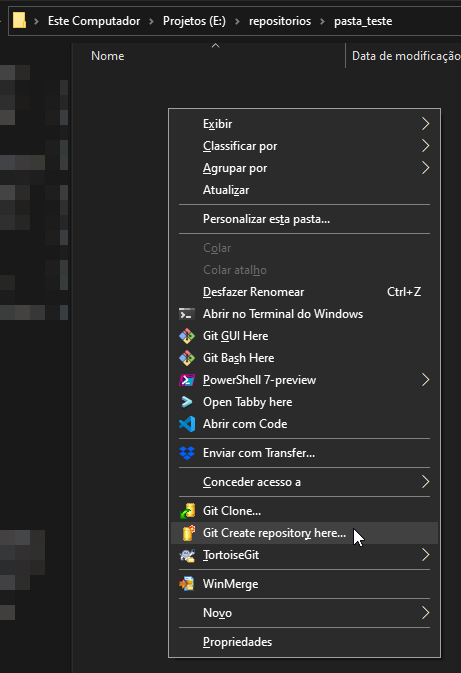 Este Computador > Projetos (E:) > repositorios > pasta_teste
Nome Data de modificação
Exibir
Classificar por
Agrupar por
Atualizar
Personalizar esta pasta...
Colar
Colar atalho
Desfazer Renomear Ctrl+Z
Abrir no Terminal do Windows
Git GUI Here
Git Bash Here
PowerShell 7-preview
Open Tabby here
Abrir com Code
Enviar com Transfer...
Conceder acesso a
Git Clone...
Git Create repository here...
TortoiseGit
WinMerge
Novo
Propriedades